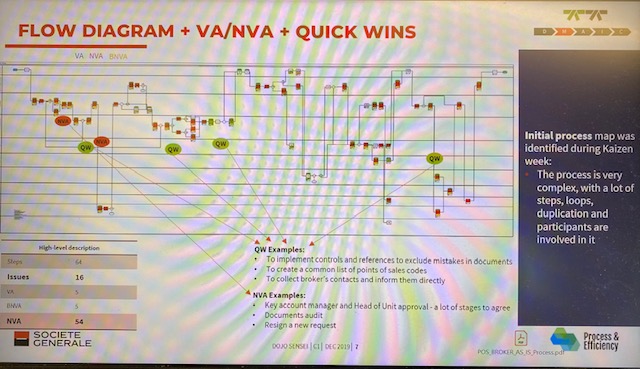 FLOW DIAGRAM + VA/NVA + QUICK WINS
D M A I C
VA NVA BNVA
NVA
NVA
QW
QW
QW
QW
Initial process map was
identified during Kaizen
week:
• The process is very
complex, with a lot of
steps, loops,
duplication and
participants are
involved in it
High-level description
Steps 64
Issues 16
VA 5
BNVA 5
NVA 54
QW Examples:
• To implement controls and references to exclude mistakes in documents
• To create a common list of points of sales codes
• To collect broker's contacts and inform them directly
NVA Examples:
• Key account manager and Head of Unit approval - a lot of stages to agree
• Documents audit
• Resign a new request
SOCIETE
GENERALE
DOJO SENSEI | C1 | DEC 2019 | 7
POS_BROKER_AS_IS_Process.pdf
Process &
Efficiency